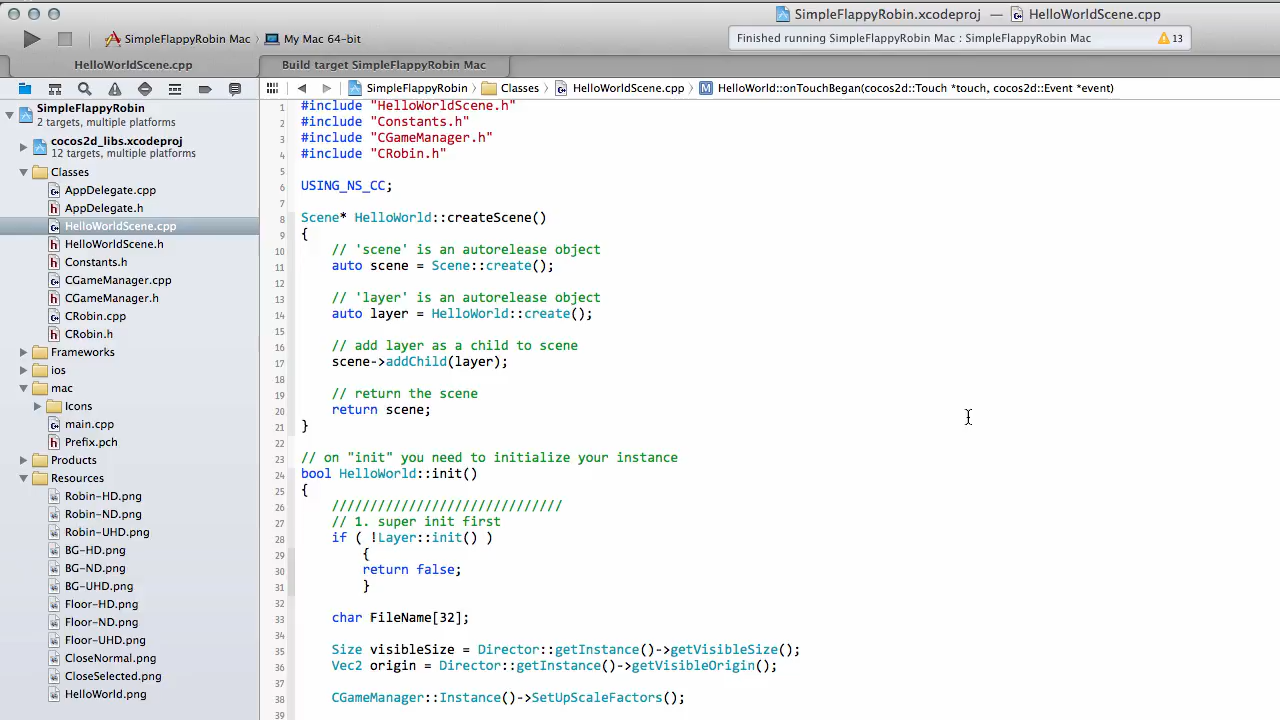 SimpleFlappyRobin.xcodeproj — HelloWorldScene.cpp
SimpleFlappyRobin Mac › My Mac 64-bit
Finished running SimpleFlappyRobin Mac : SimpleFlappyRobin Mac 13
HelloWorldScene.cpp
Build target SimpleFlappyRobin Mac
SimpleFlappyRobin › Classes › HelloWorldScene.cpp › M HelloWorld::onTouchBegan(cocos2d::Touch *touch, cocos2d::Event *event)
SimpleFlappyRobin
2 targets, multiple platforms
cocos2d_libs.xcodeproj
12 targets, multiple platforms
Classes
AppDelegate.cpp
AppDelegate.h
HelloWorldScene.cpp
HelloWorldScene.h
Constants.h
CGameManager.cpp
CGameManager.h
CRobin.cpp
CRobin.h
Frameworks
ios
mac
Icons
main.cpp
Prefix.pch
Products
Resources
Robin-HD.png
Robin-ND.png
Robin-UHD.png
BG-HD.png
BG-ND.png
BG-UHD.png
Floor-HD.png
Floor-ND.png
Floor-UHD.png
CloseNormal.png
CloseSelected.png
HelloWorld.png
1 #include "HelloWorldScene.h"
2 #include "Constants.h"
3 #include "CGameManager.h"
4 #include "CRobin.h"
5
6 USING_NS_CC;
7
8 Scene* HelloWorld::createScene()
9 {
10 // 'scene' is an autorelease object
11 auto scene = Scene::create();
12
13 // 'layer' is an autorelease object
14 auto layer = HelloWorld::create();
15
16 // add layer as a child to scene
17 scene->addChild(layer);
18
19 // return the scene
20 return scene;
21 }
22
23 // on "init" you need to initialize your instance
24 bool HelloWorld::init()
25 {
26 //////////////////////////////
27 // 1. super init first
28 if ( !Layer::init() )
29 {
30 return false;
31 }
32
33 char FileName[32];
34
35 Size visibleSize = Director::getInstance()->getVisibleSize();
36 Vec2 origin = Director::getInstance()->getVisibleOrigin();
37
38 CGameManager::Instance()->SetUpScaleFactors();
39